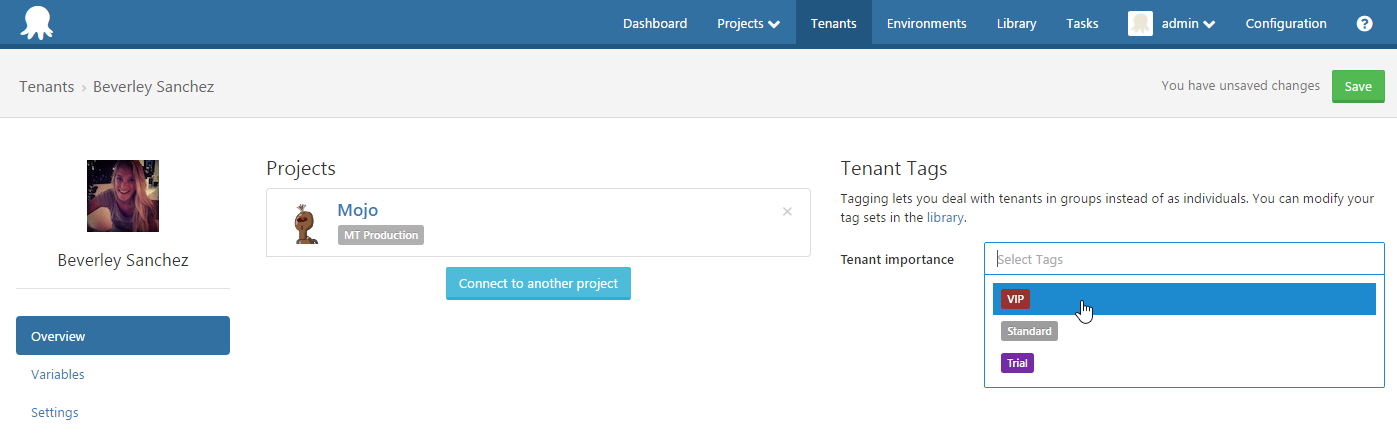 Dashboard Projects Tenants Environments Library Tasks admin Configuration ?
Tenants › Beverley Sanchez
You have unsaved changes Save
Beverley Sanchez
Overview
Variables
Settings
Projects
Mojo ×
MT Production
Connect to another project
Tenant Tags
Tagging lets you deal with tenants in groups instead of as individuals. You can modify your
tag sets in the library.
Tenant importance Select Tags
VIP
Standard
Trial